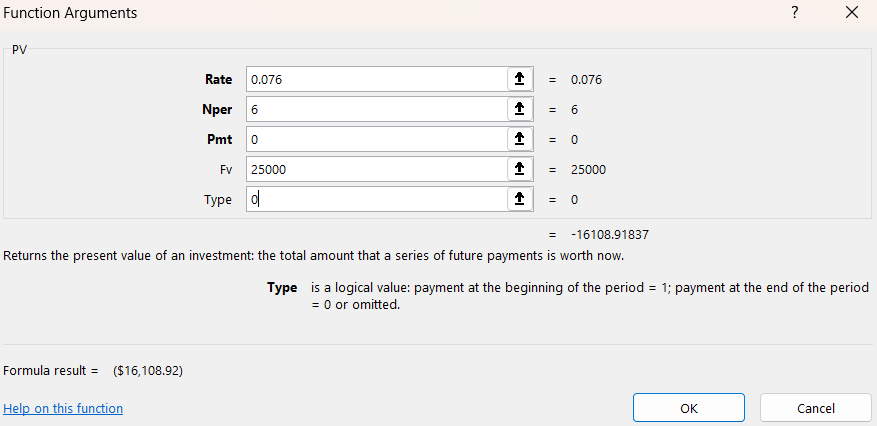 Function Arguments ? ✕
PV
Rate 0.076 = 0.076
Nper 6 = 6
Pmt 0 = 0
Fv 25000 = 25000
Type 0 = 0
= -16108.91837
Returns the present value of an investment: the total amount that a series of future payments is worth now.
Type is a logical value: payment at the beginning of the period = 1; payment at the end of the period
= 0 or omitted.
Formula result = ($16,108.92)
Help on this function OK Cancel